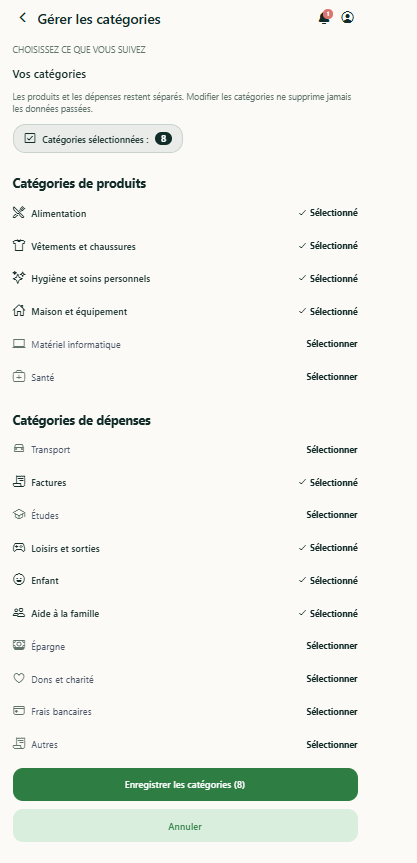 Gérer les catégories
1
CHOISISSEZ CE QUE VOUS SUIVEZ
Vos catégories
Les produits et les dépenses restent séparés. Modifier les catégories ne supprime jamais
les données passées.
Catégories sélectionnées : 8
Catégories de produits
Alimentation Sélectionné
Vêtements et chaussures Sélectionné
Hygiène et soins personnels Sélectionné
Maison et équipement Sélectionné
Matériel informatique Sélectionner
Santé Sélectionner
Catégories de dépenses
Transport Sélectionner
Factures Sélectionné
Études Sélectionner
Loisirs et sorties Sélectionné
Enfant Sélectionné
Aide à la famille Sélectionné
Épargne Sélectionner
Dons et charité Sélectionner
Frais bancaires Sélectionner
Autres Sélectionner
Enregistrer les catégories (8)
Annuler